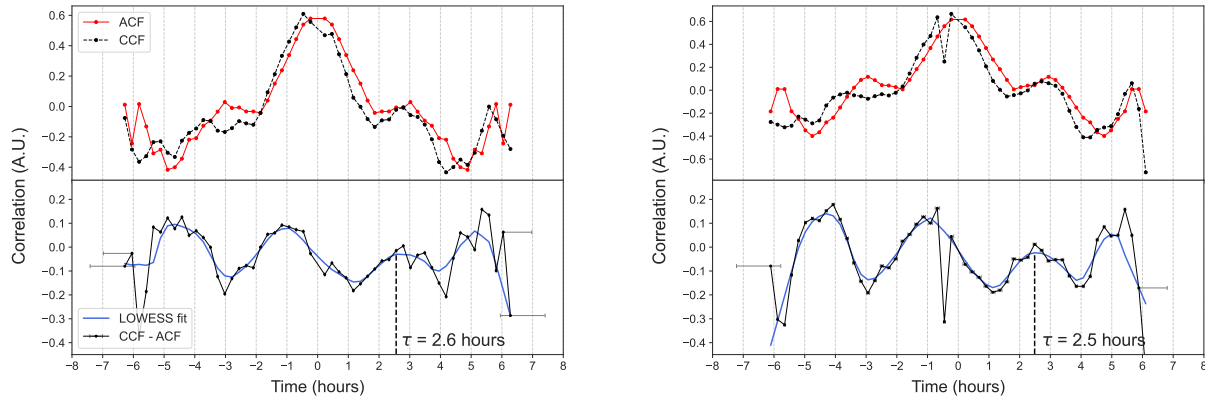 0.6
0.4
0.2
0.0
−0.2
−0.4
ACF
CCF
Correlation (A.U.)
0.2
0.1
0.0
−0.1
−0.2
−0.3
−0.4
LOWESS fit
CCF - ACF
τ = 2.6 hours
−8 −7 −6 −5 −4 −3 −2 −1 0 1 2 3 4 5 6 7 8
Time (hours)
0.6
0.4
0.2
0.0
−0.2
−0.4
−0.6
Correlation (A.U.)
0.2
0.1
0.0
−0.1
−0.2
−0.3
−0.4
τ = 2.5 hours
−8 −7 −6 −5 −4 −3 −2 −1 0 1 2 3 4 5 6 7 8
Time (hours)